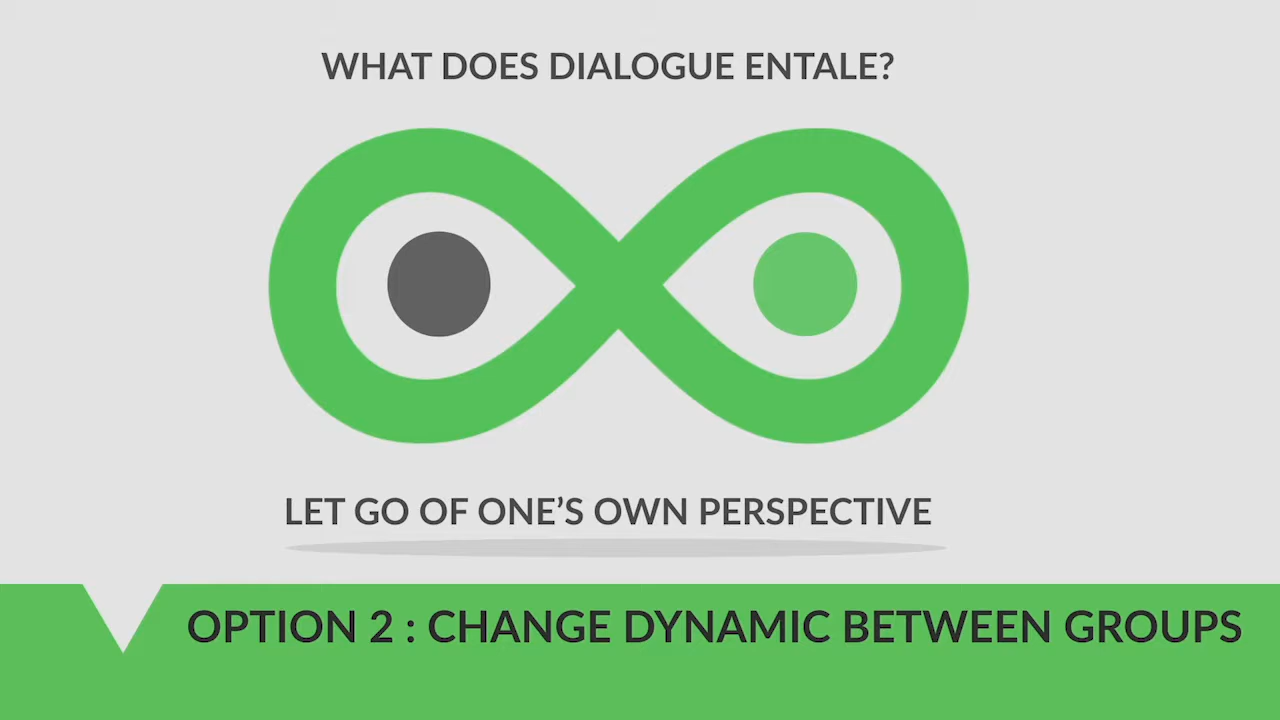 WHAT DOES DIALOGUE ENTALE?
LET GO OF ONE’S OWN PERSPECTIVE
OPTION 2 : CHANGE DYNAMIC BETWEEN GROUPS